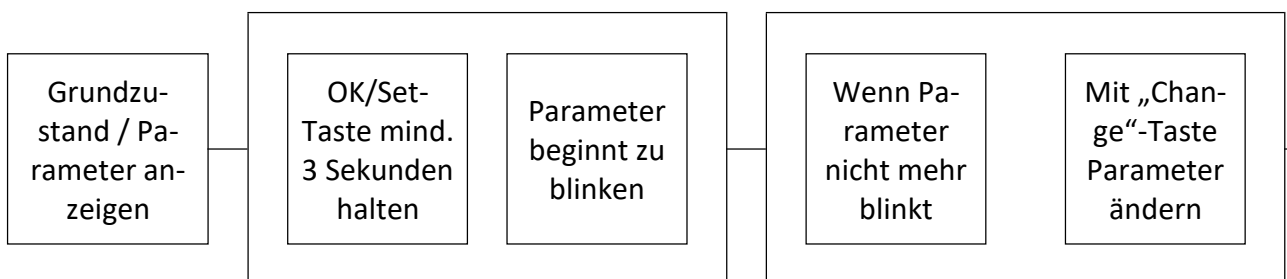 Grundzu-
stand / Pa-
rameter an-
zeigen
OK/Set-
Taste mind.
3 Sekunden
halten
Parameter
beginnt zu
blinken
Wenn Pa-
rameter
nicht mehr
blinkt
Mit „Chan-
ge“-Taste
Parameter
ändern